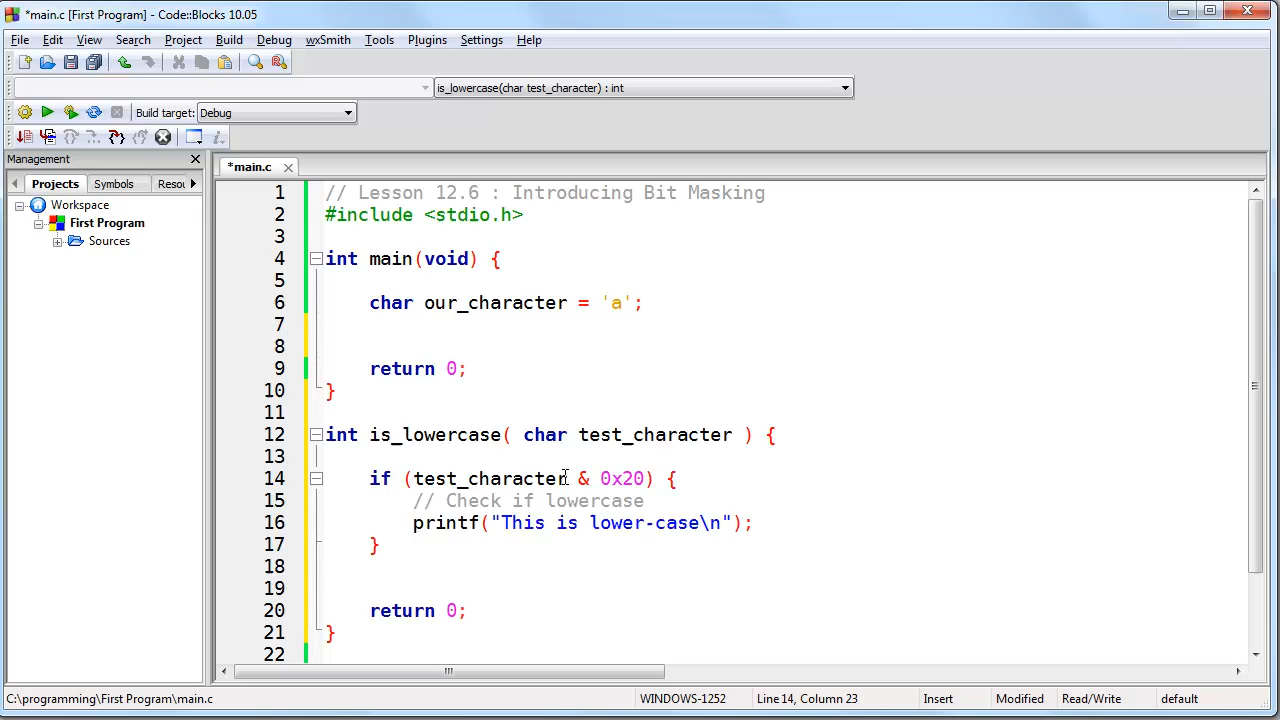 *main.c [First Program] - Code::Blocks 10.05
File Edit View Search Project Build Debug wxSmith Tools Plugins Settings Help
is_lowercase(char test_character) : int
Build target: Debug
Management
*main.c
Projects Symbols Resou
Workspace
First Program
Sources
1 // Lesson 12.6 : Introducing Bit Masking
2 #include <stdio.h>
3
4 int main(void) {
5
6 char our_character = 'a';
7
8
9 return 0;
10 }
11
12 int is_lowercase( char test_character ) {
13
14 if (test_character & 0x20) {
15 // Check if lowercase
16 printf("This is lower-case\n");
17 }
18
19
20 return 0;
21 }
22
C:\programming\First Program\main.c WINDOWS-1252 Line 14, Column 23 Insert Modified Read/Write default